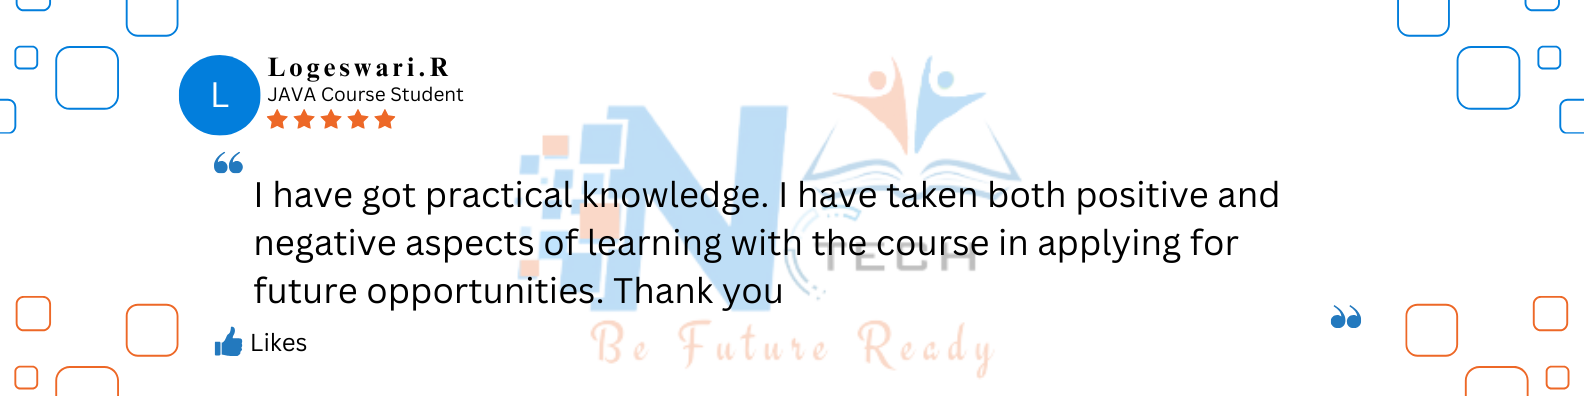 Logeswari.R
L
JAVA Course Student
“
I have got practical knowledge. I have taken both positive and
negative aspects of learning with the course in applying for
future opportunities. Thank you
”
Likes
N
TECH
Be Future Ready